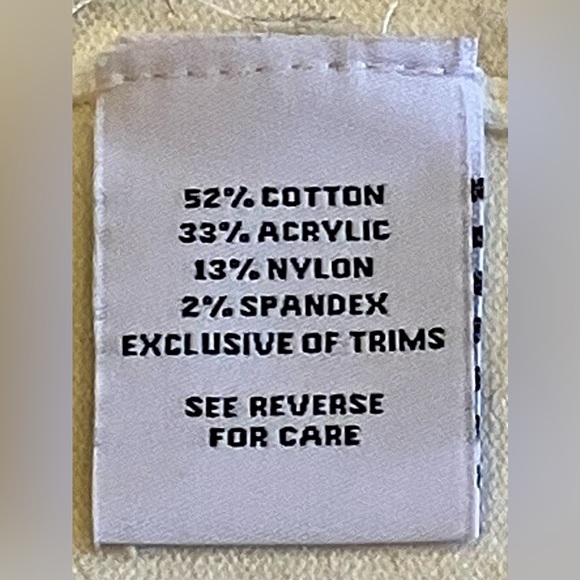 52% COTTON
33% ACRYLIC
13% NYLON
2% SPANDEX
EXCLUSIVE OF TRIMS
SEE REVERSE
FOR CARE